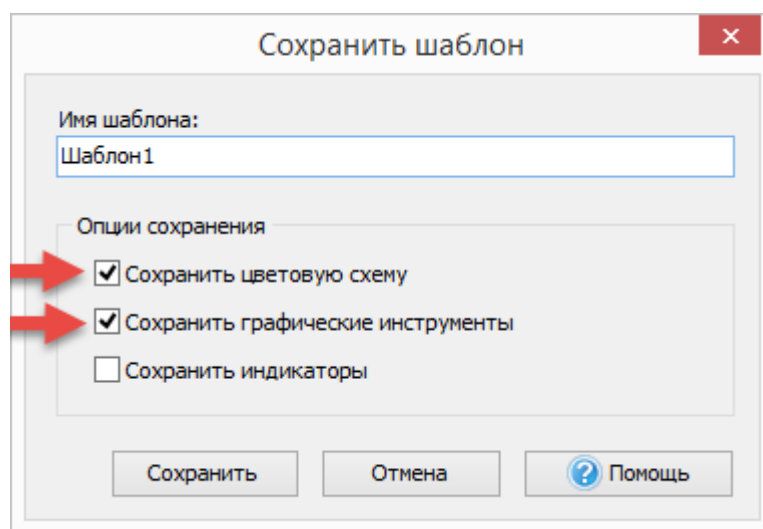 Сохранить шаблон
Имя шаблона:
Шаблон1
Опции сохранения
Сохранить цветовую схему
Сохранить графические инструменты
Сохранить индикаторы
Сохранить Отмена Помощь